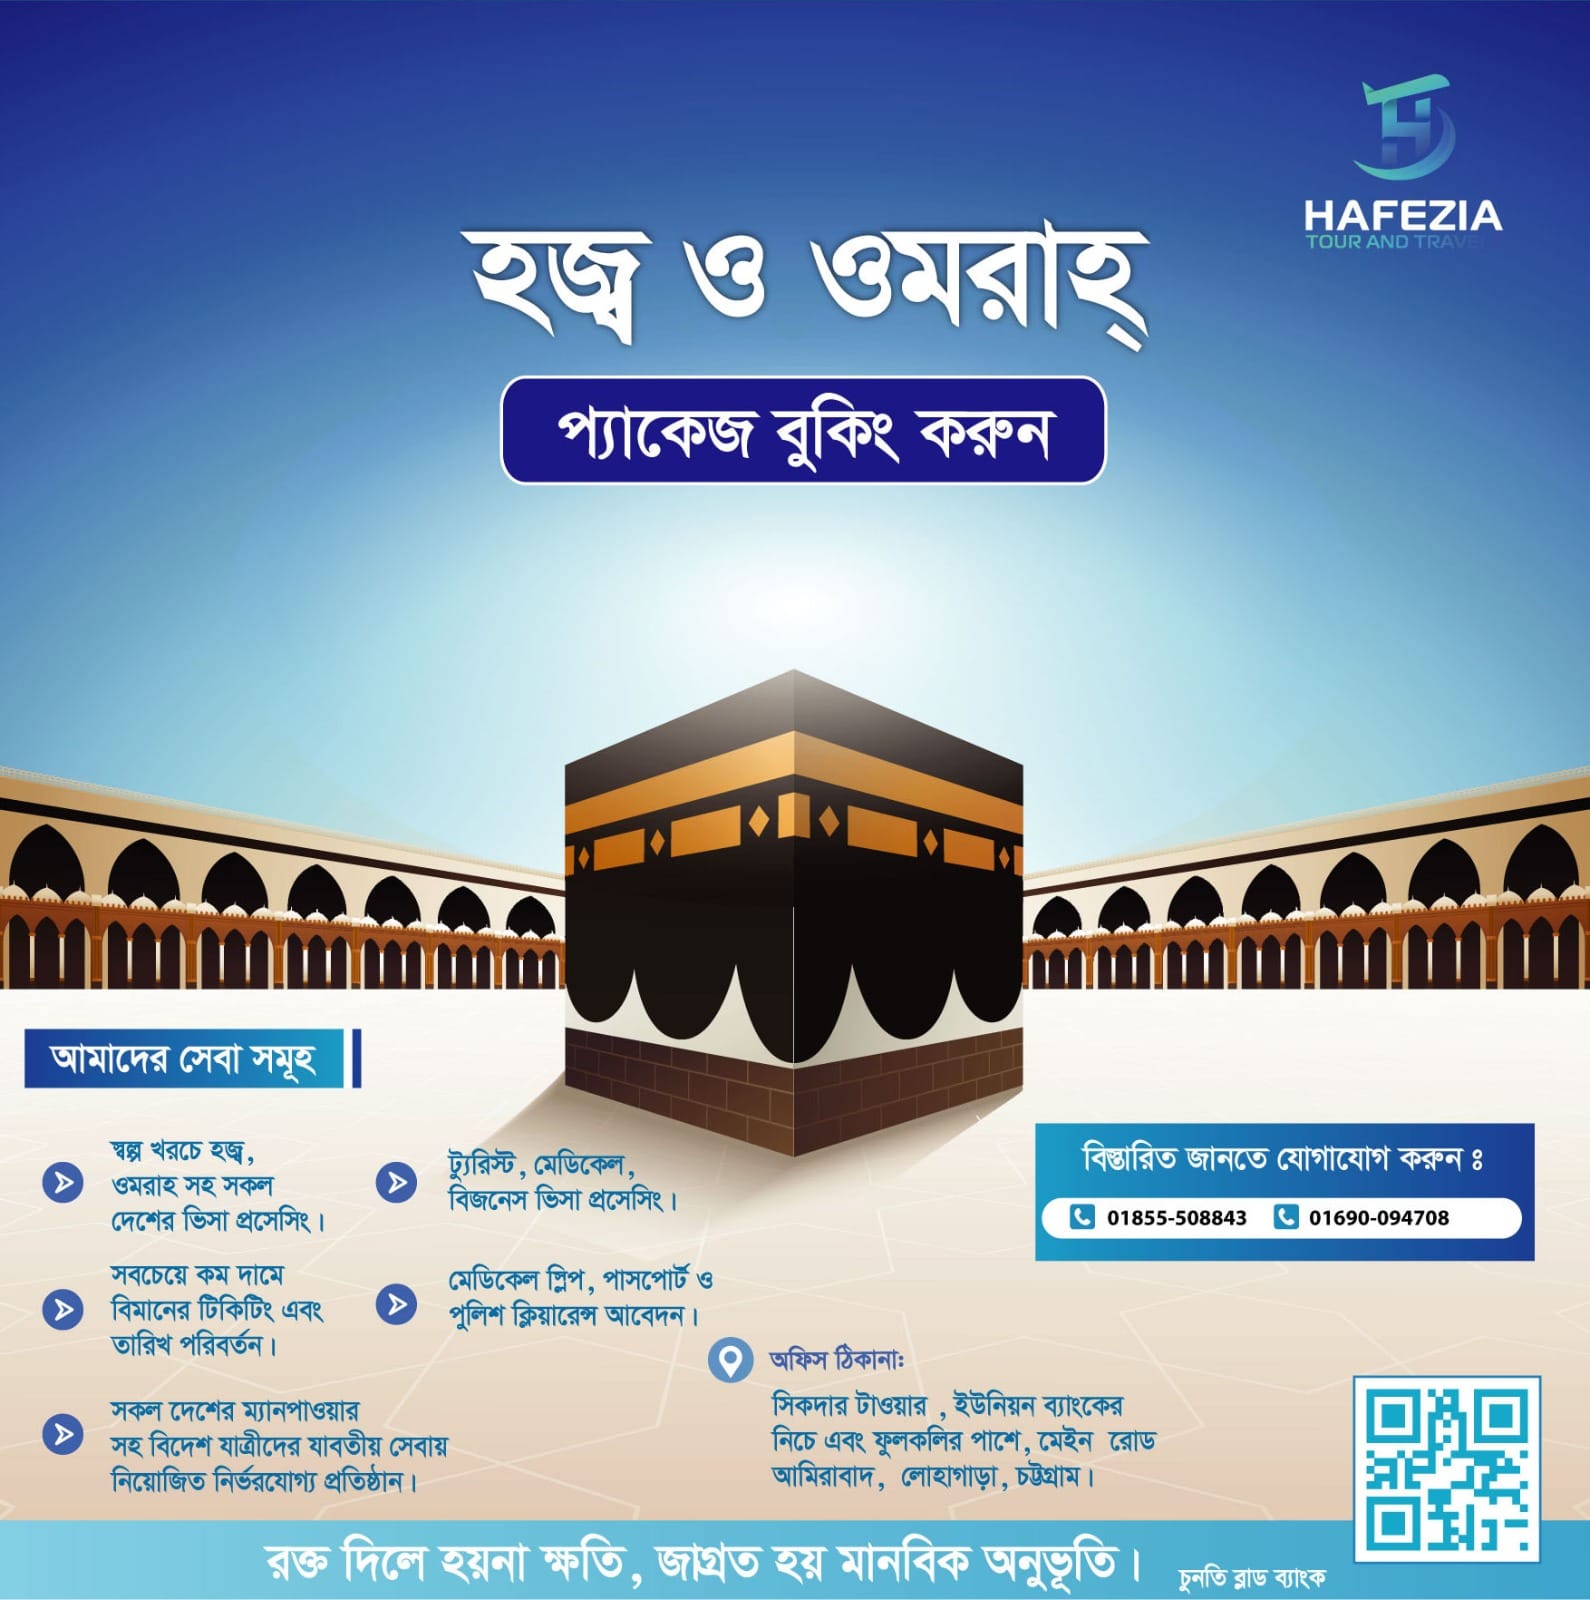 HAFEZIA
TOUR AND TRAVEL
হজ্ব ও ওমরাহ্
প্যাকেজ বুকিং করুন
আমাদের সেবা সমূহ
স্বল্প খরচে হজ্ব,
ওমরাহ সহ সকল
দেশের ভিসা প্রসেসিং।
সবচেয়ে কম দামে
বিমানের টিকিটিং এবং
তারিখ পরিবর্তন।
সকল দেশের ম্যানপাওয়ার
সহ বিদেশ যাত্রীদের যাবতীয় সেবায়
নিয়োজিত নির্ভরযোগ্য প্রতিষ্ঠান।
ট্যুরিস্ট, মেডিকেল,
বিজনেস ভিসা প্রসেসিং।
মেডিকেল স্লিপ, পাসপোর্ট ও
পুলিশ ক্লিয়ারেন্স আবেদন।
বিস্তারিত জানতে যোগাযোগ করুন ঃ
01855-508843 01690-094708
অফিস ঠিকানা:
সিকদার টাওয়ার , ইউনিয়ন ব্যাংকের
নিচে এবং ফুলকলির পাশে, মেইন রোড
আমিরাবাদ, লোহাগাড়া, চট্টগ্রাম।
রক্ত দিলে হয়না ক্ষতি, জাগ্রত হয় মানবিক অনুভূতি।
চুনতি ব্লাড ব্যাংক